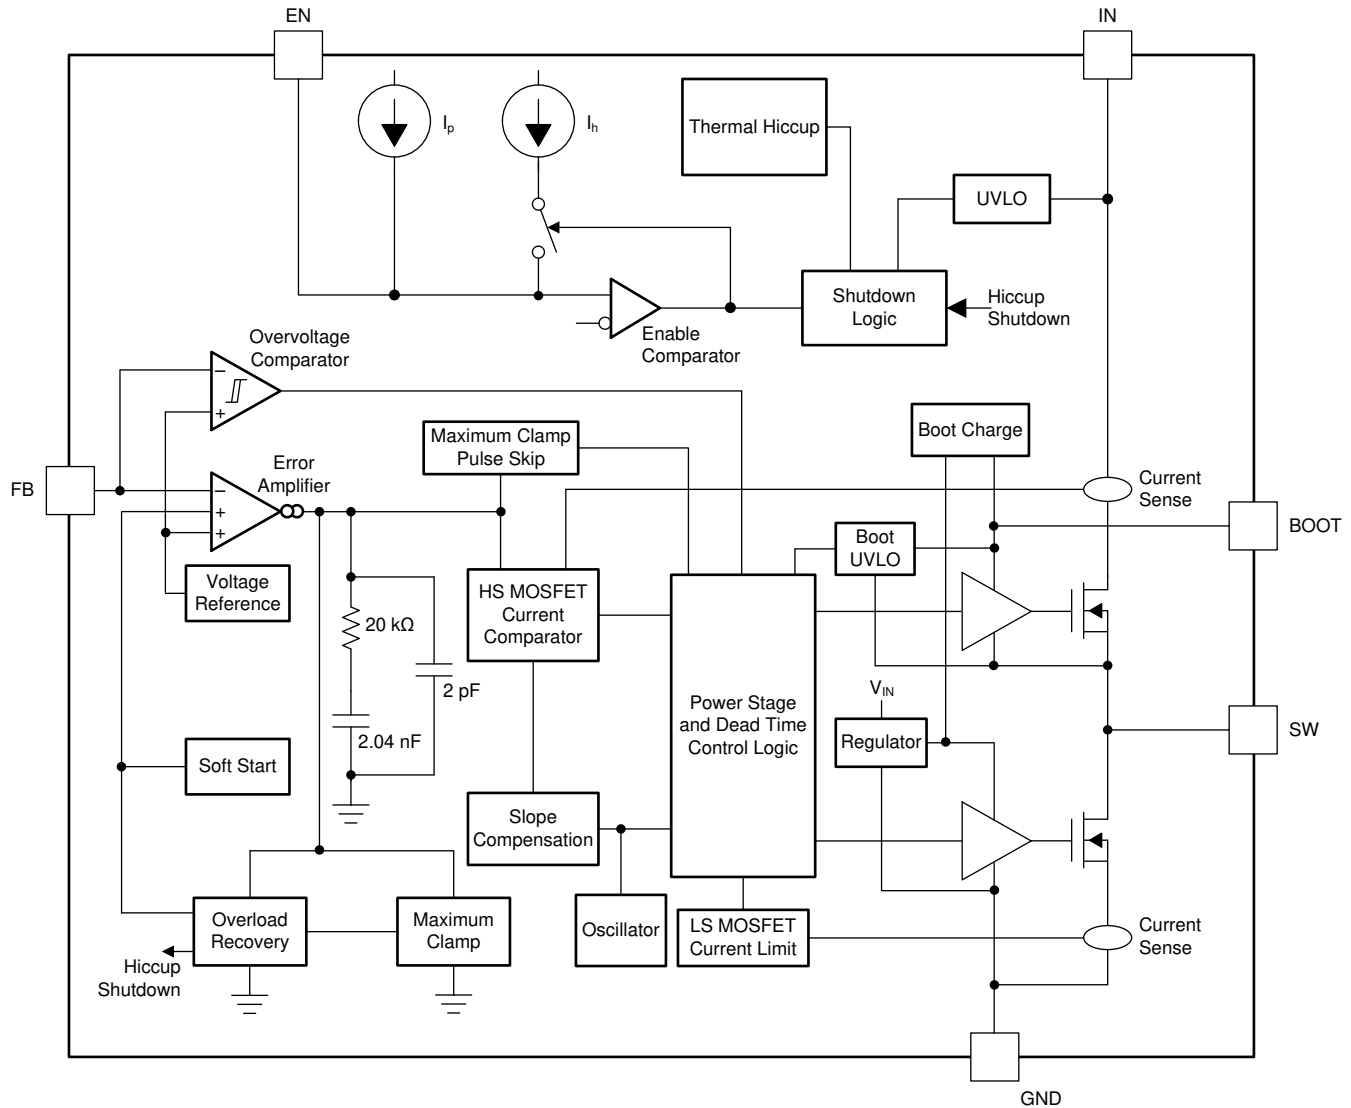 EN
IN
Ip
Ih
Thermal Hiccup
UVLO
Shutdown
Logic
Hiccup
Shutdown
Enable
Comparator
Overvoltage
Comparator
−
+
Maximum Clamp
Pulse Skip
Boot Charge
Current
Sense
FB
Error
Amplifier
−
+
+
BOOT
Boot
UVLO
Voltage
Reference
HS MOSFET
Current
Comparator
20 kΩ
2 pF
2.04 nF
Power Stage
and Dead Time
Control Logic
VIN
Regulator
SW
Soft Start
Slope
Compensation
Overload
Recovery
Maximum
Clamp
Oscillator
LS MOSFET
Current Limit
Current
Sense
Hiccup
Shutdown
GND